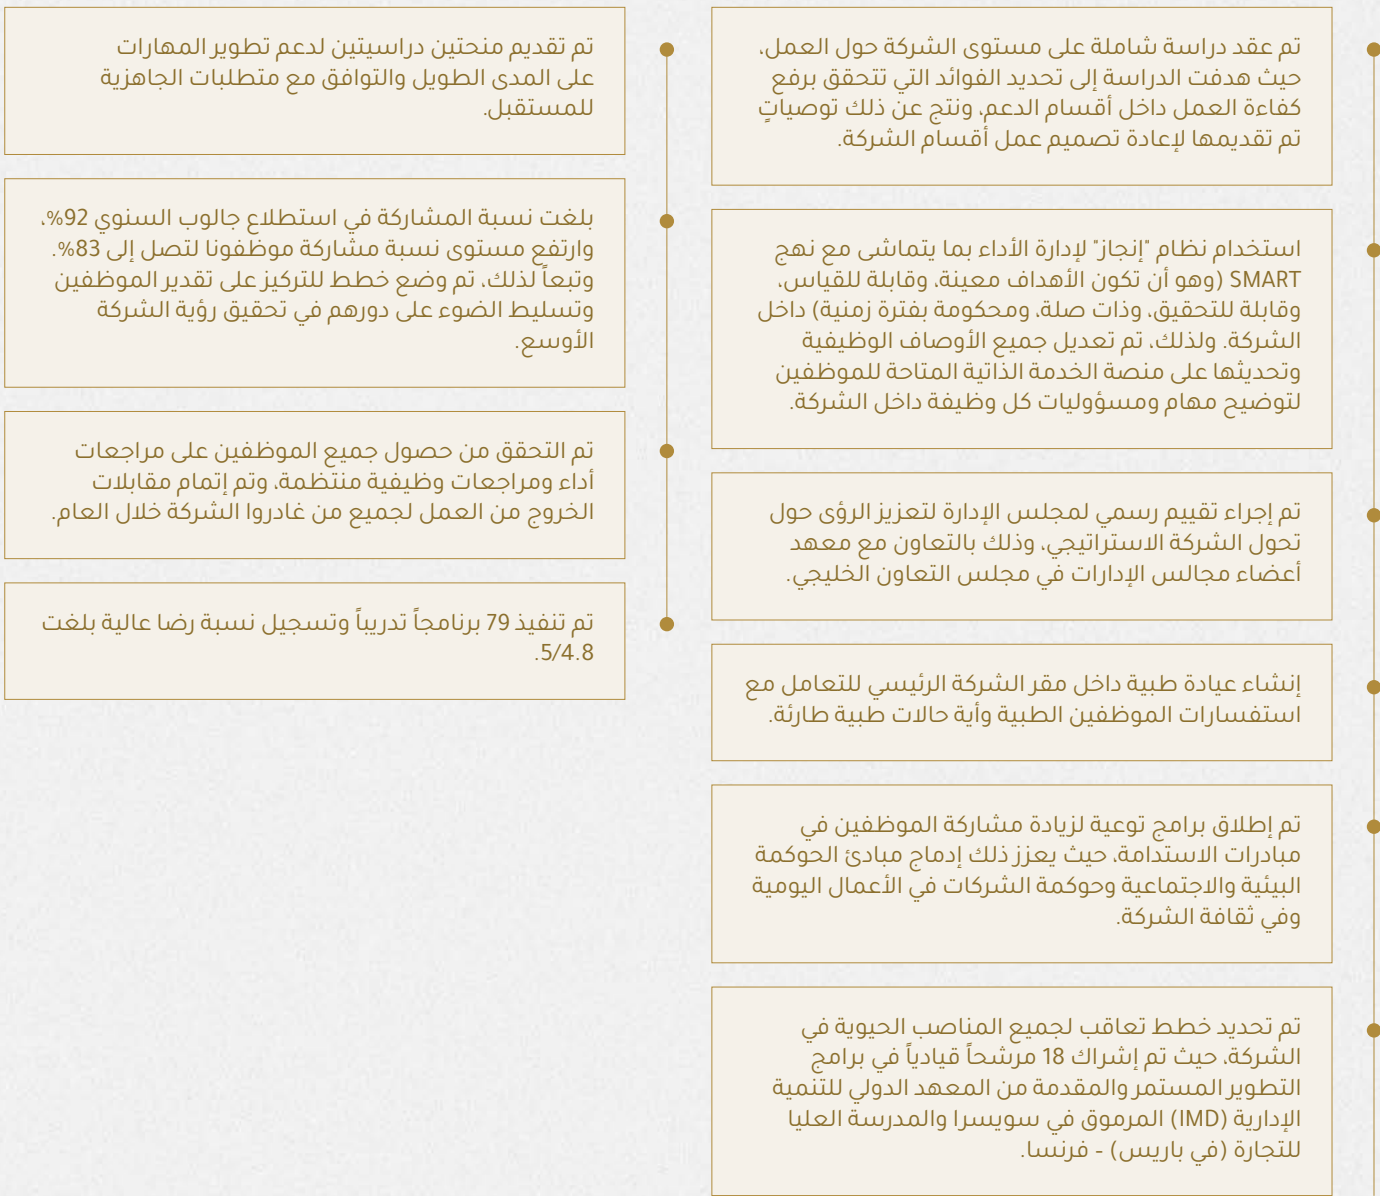 تم عقد دراسة شاملة على مستوى الشركة حول العمل،
حيث هدفت الدراسة إلى تحديد الفوائد التي تتحقق برفع
كفاءة العمل داخل أقسام الدعم، ونتج عن ذلك توصياتٍ
تم تقديمها لإعادة تصميم عمل أقسام الشركة.
استخدام نظام "إنجاز" لإدارة الأداء بما يتماشى مع نهج
SMART (وهو أن تكون الأهداف معينة، وقابلة للقياس،
وقابلة للتحقيق، وذات صلة، ومحكومة بفترة زمنية) داخل
الشركة. ولذلك، تم تعديل جميع الأوصاف الوظيفية
وتحديثها على منصة الخدمة الذاتية المتاحة للموظفين
لتوضيح مهام ومسؤوليات كل وظيفة داخل الشركة.
تم إجراء تقييم رسمي لمجلس الإدارة لتعزيز الرؤى حول
تحول الشركة الاستراتيجي، وذلك بالتعاون مع معهد
أعضاء مجالس الإدارات في مجلس التعاون الخليجي.
إنشاء عيادة طبية داخل مقر الشركة الرئيسي للتعامل مع
استفسارات الموظفين الطبية وأية حالات طبية طارئة.
تم إطلاق برامج توعية لزيادة مشاركة الموظفين في
مبادرات الاستدامة، حيث يعزز ذلك إدماج مبادئ الحوكمة
البيئية والاجتماعية وحوكمة الشركات في الأعمال اليومية
وفي ثقافة الشركة.
تم تحديد خطط تعاقب لجميع المناصب الحيوية في
الشركة، حيث تم إشراك 18 مرشحاً قيادياً في برامج
التطوير المستمر والمقدمة من المعهد الدولي للتنمية
الإدارية (IMD) المرموق في سويسرا والمدرسة العليا
للتجارة (في باريس) - فرنسا.
تم تقديم منحتين دراسيتين لدعم تطوير المهارات
على المدى الطويل والتوافق مع متطلبات الجاهزية
للمستقبل.
بلغت نسبة المشاركة في استطلاع جالوب السنوي 92%،
وارتفع مستوى نسبة مشاركة موظفونا لتصل إلى 83%.
وتبعاً لذلك، تم وضع خطط للتركيز على تقدير الموظفين
وتسليط الضوء على دورهم في تحقيق رؤية الشركة
الأوسع.
تم التحقق من حصول جميع الموظفين على مراجعات
أداء ومراجعات وظيفية منتظمة، وتم إتمام مقابلات
الخروج من العمل لجميع من غادروا الشركة خلال العام.
تم تنفيذ 79 برنامجاً تدريباً وتسجيل نسبة رضا عالية بلغت
5/4.8.